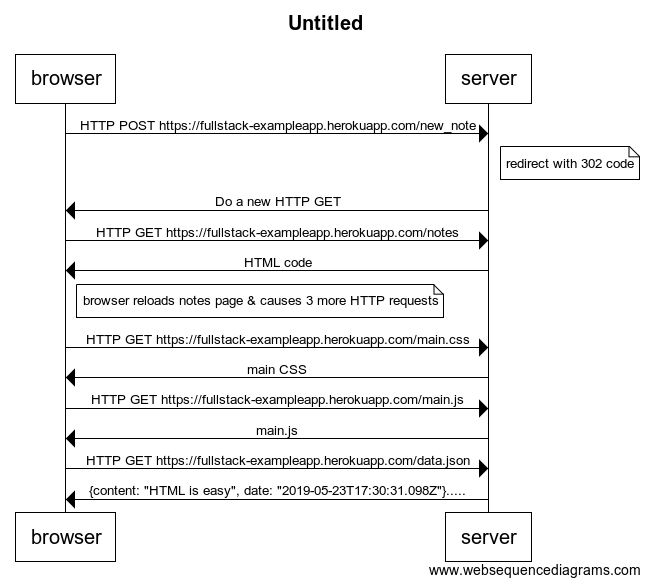 Untitled
browser
server
HTTP POST https://fullstack-exampleapp.herokuapp.com/new_note
redirect with 302 code
Do a new HTTP GET
HTTP GET https://fullstack-exampleapp.herokuapp.com/notes
HTML code
browser reloads notes page & causes 3 more HTTP requests
HTTP GET https://fullstack-exampleapp.herokuapp.com/main.css
main CSS
HTTP GET https://fullstack-exampleapp.herokuapp.com/main.js
main.js
HTTP GET https://fullstack-exampleapp.herokuapp.com/data.json
{content: "HTML is easy", date: "2019-05-23T17:30:31.098Z"}.....
browser
server
www.websequencediagrams.com